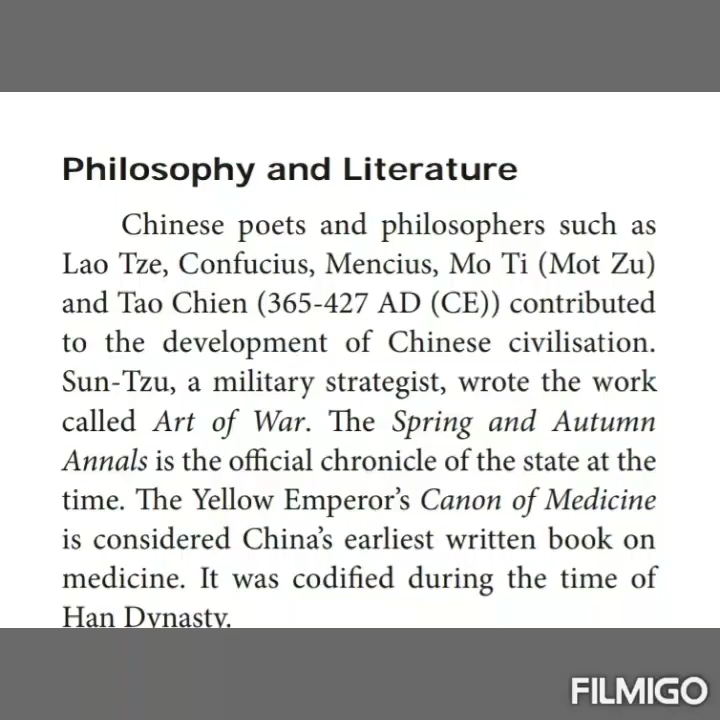 Philosophy and Literature
Chinese poets and philosophers such as
Lao Tze, Confucius, Mencius, Mo Ti (Mot Zu)
and Tao Chien (365-427 AD (CE)) contributed
to the development of Chinese civilisation.
Sun-Tzu, a military strategist, wrote the work
called Art of War. The Spring and Autumn
Annals is the official chronicle of the state at the
time. The Yellow Emperor's Canon of Medicine
is considered China's earliest written book on
medicine. It was codified during the time of
Han Dynasty.
FILMIGO